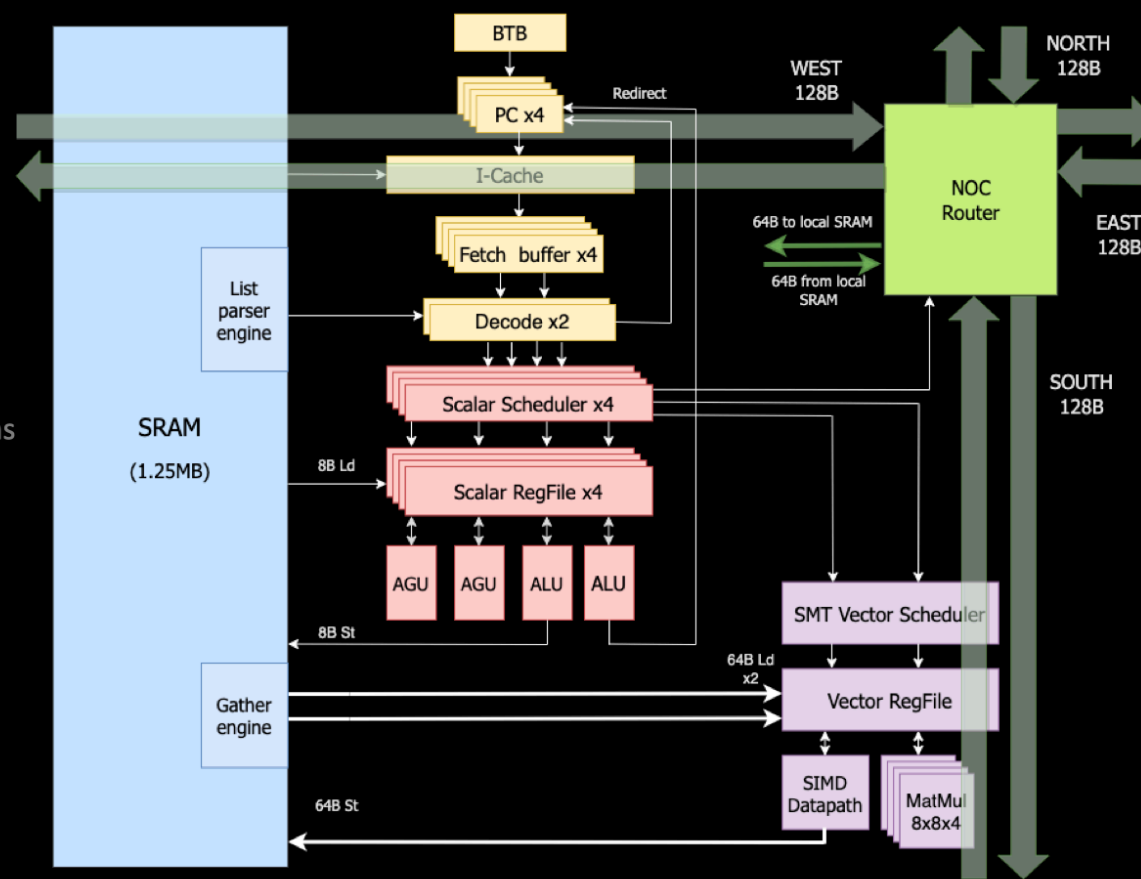 BTB
PC x4
Redirect
WEST
128B
NORTH
128B
I-Cache
NOC
Router
Fetch buffer x4
64B to local SRAM
64B from local
SRAM
EAST
128B
List
parser
engine
Decode x2
SOUTH
128B
Scalar Scheduler x4
SRAM
(1.25MB)
8B Ld
Scalar RegFile x4
AGU
AGU
ALU
ALU
SMT Vector Scheduler
8B St
64B Ld
x2
Gather
engine
Vector RegFile
SIMD
Datapath
MatMul
8x8x4
64B St